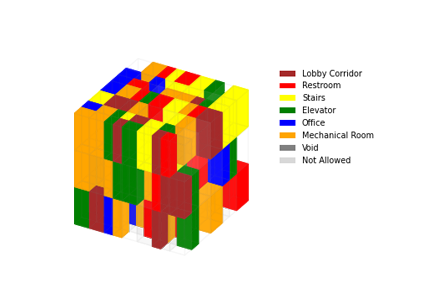 Lobby Corridor
Restroom
Stairs
Elevator
Office
Mechanical Room
Void
Not Allowed